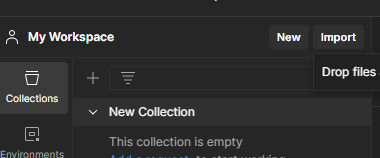 My Workspace
New
Import
Drop files
Collections
New Collection
This collection is empty
Add a request to start working
Environments